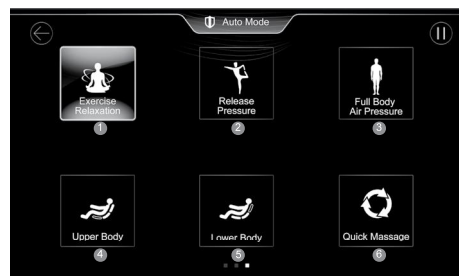 Auto Mode
Exercise
Relaxation
1
Release
Pressure
2
Full Body
Air Pressure
3
Upper Body
4
Lower Body
5
Quick Massage
6